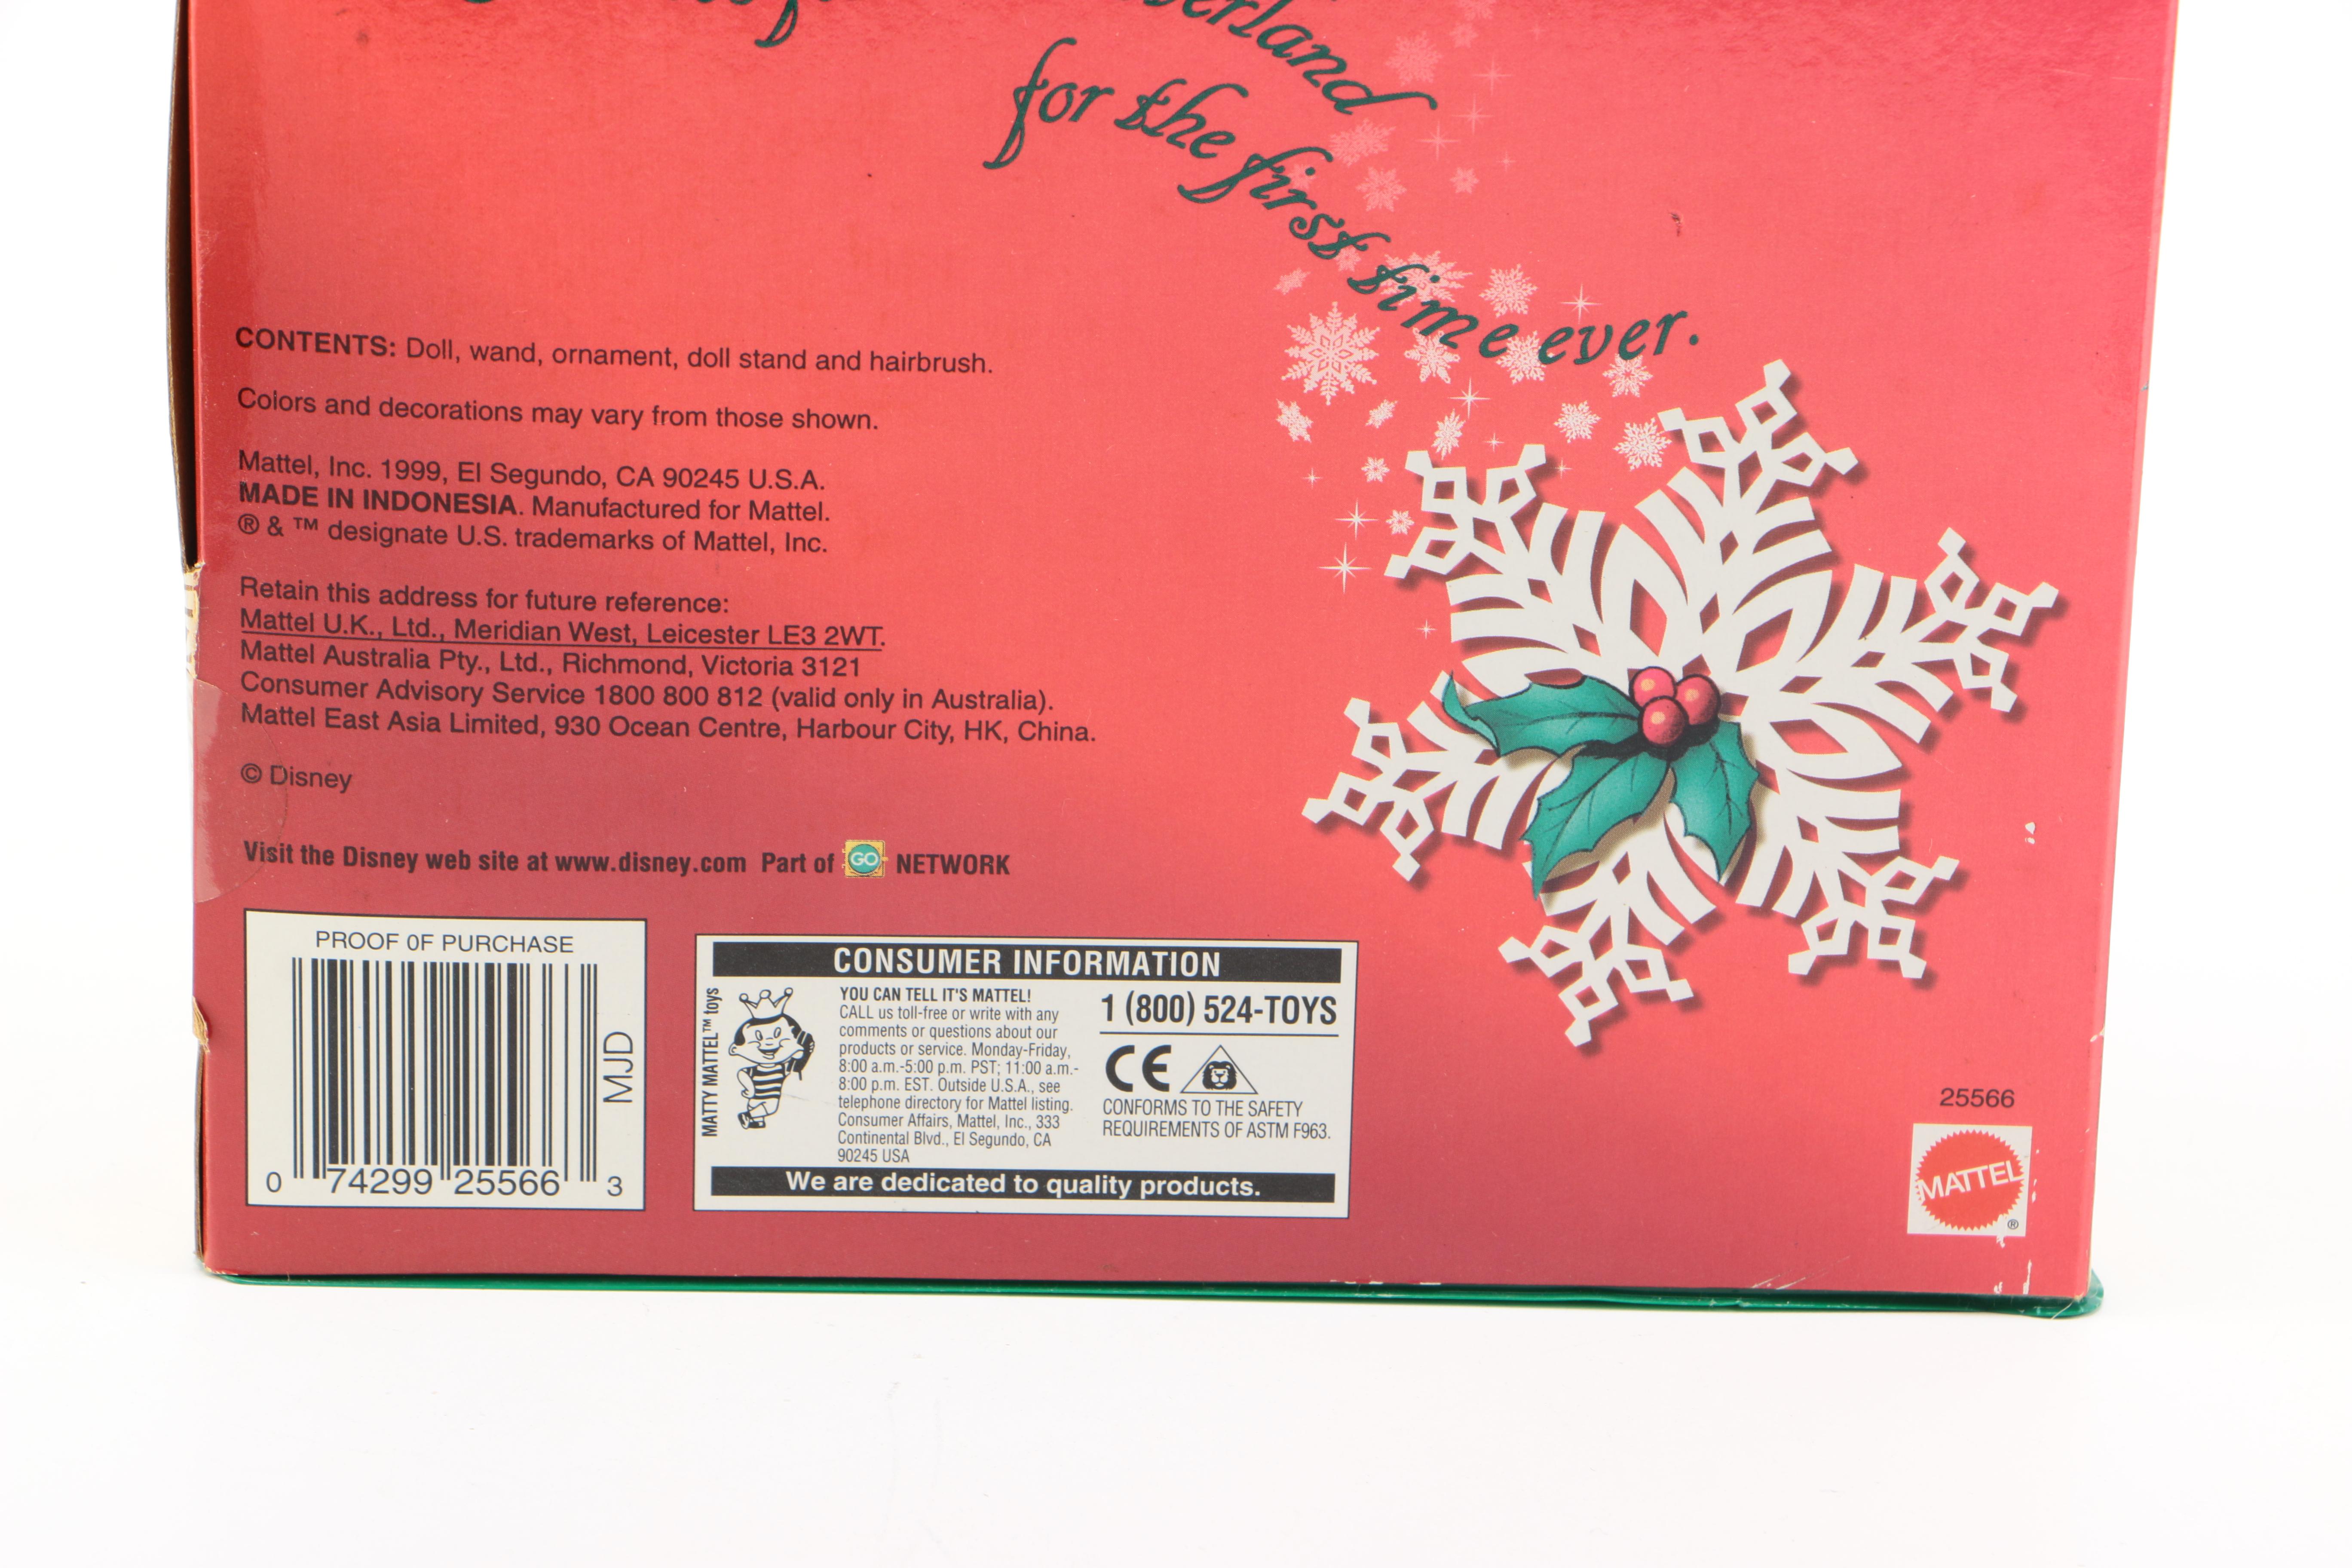 for the first time ever.
CONTENTS: Doll, wand, ornament, doll stand and hairbrush.
Colors and decorations may vary from those shown.
Mattel, Inc. 1999, El Segundo, CA 90245 U.S.A.
MADE IN INDONESIA. Manufactured for Mattel.
® & ™ designate U.S. trademarks of Mattel, Inc.
Retain this address for future reference:
Mattel U.K., Ltd., Meridian West, Leicester LE3 2WT.
Mattel Australia Pty., Ltd., Richmond, Victoria 3121
Consumer Advisory Service 1800 800 812 (valid only in Australia).
Mattel East Asia Limited, 930 Ocean Centre, Harbour City, HK, China.
© Disney
Visit the Disney web site at www.disney.com Part of GO NETWORK
PROOF OF PURCHASE
MJD
0 74299 25566 3
CONSUMER INFORMATION
MATTY MATTEL™ toys
YOU CAN TELL IT'S MATTEL!
CALL us toll-free or write with any
comments or questions about our
products or service. Monday-Friday,
8:00 a.m.-5:00 p.m. PST; 11:00 a.m.-
8:00 p.m. EST. Outside U.S.A., see
telephone directory for Mattel listing.
Consumer Affairs, Mattel, Inc., 333
Continental Blvd., El Segundo, CA
90245 USA
1 (800) 524-TOYS
CE
CONFORMS TO THE SAFETY
REQUIREMENTS OF ASTM F963.
We are dedicated to quality products.
25566
MATTEL
®